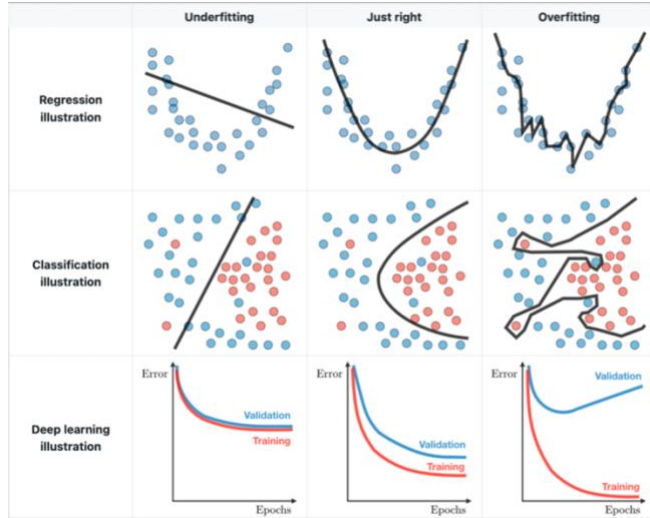 Underfitting
Just right
Overfitting
Regression
illustration
Classification
illustration
Deep learning
illustration
Error
Validation
Training
Epochs
Error
Validation
Training
Epochs
Error
Validation
Training
Epochs